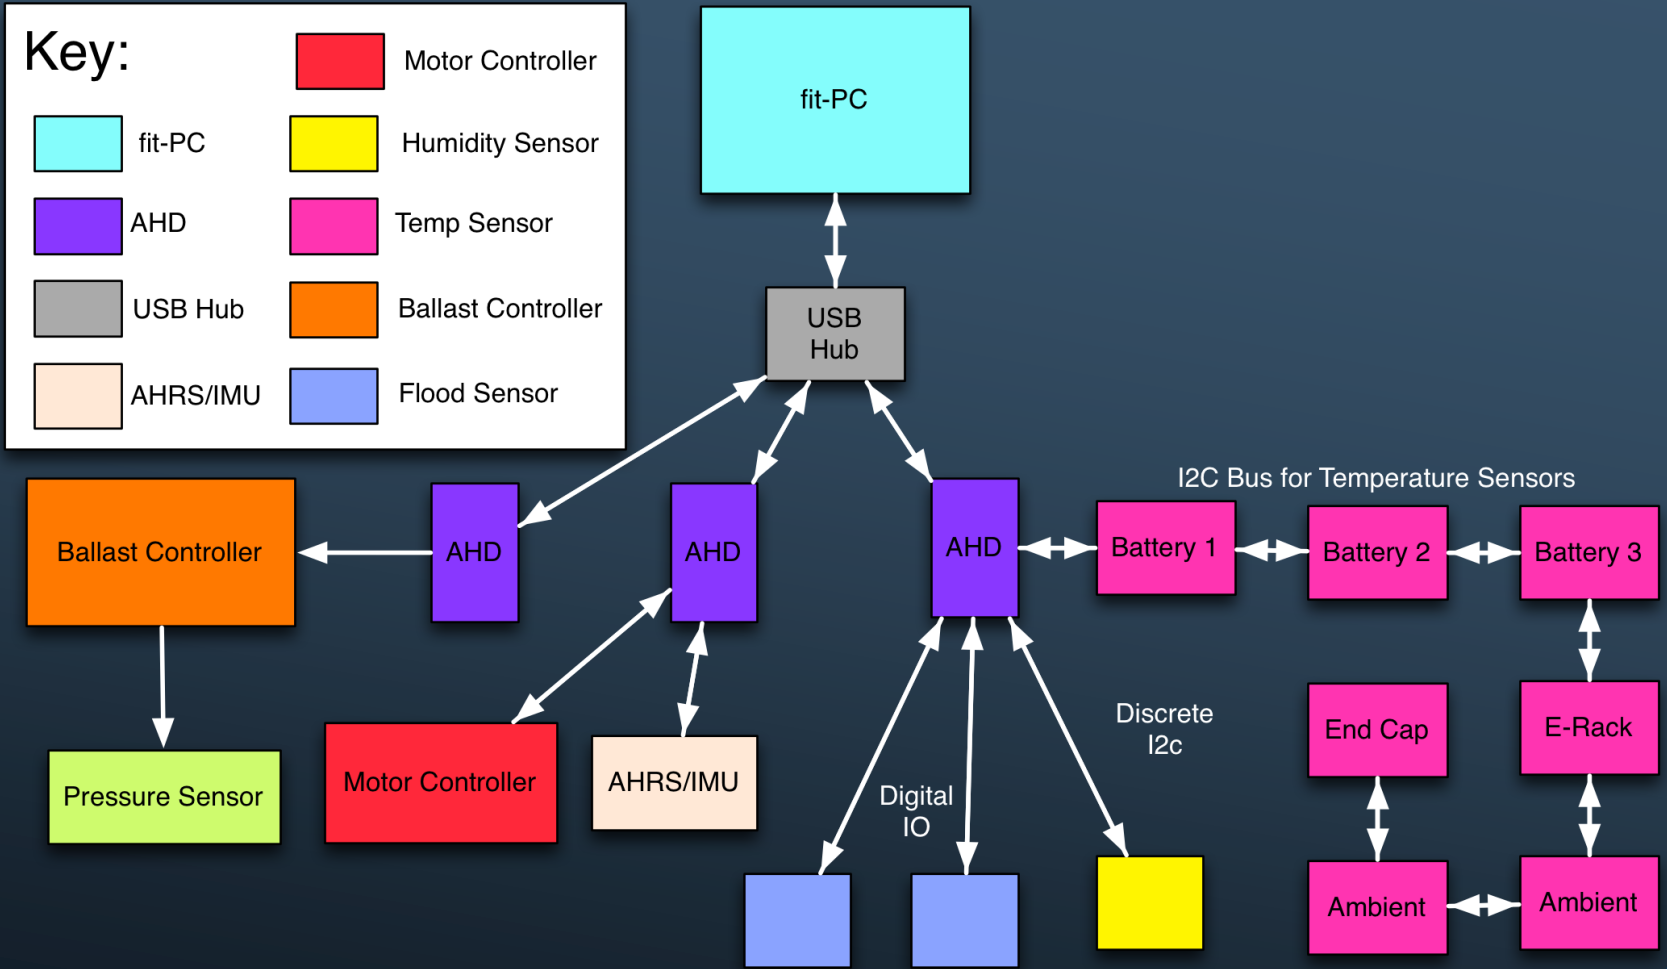 Key:
Motor Controller
fit-PC
Humidity Sensor
AHD
Temp Sensor
USB Hub
Ballast Controller
AHRS/IMU
Flood Sensor
fit-PC
USB
Hub
I2C Bus for Temperature Sensors
Ballast Controller
AHD
AHD
AHD
Battery 1
Battery 2
Battery 3
Pressure Sensor
Motor Controller
AHRS/IMU
Digital
IO
Discrete
I2c
End Cap
E-Rack
Ambient
Ambient